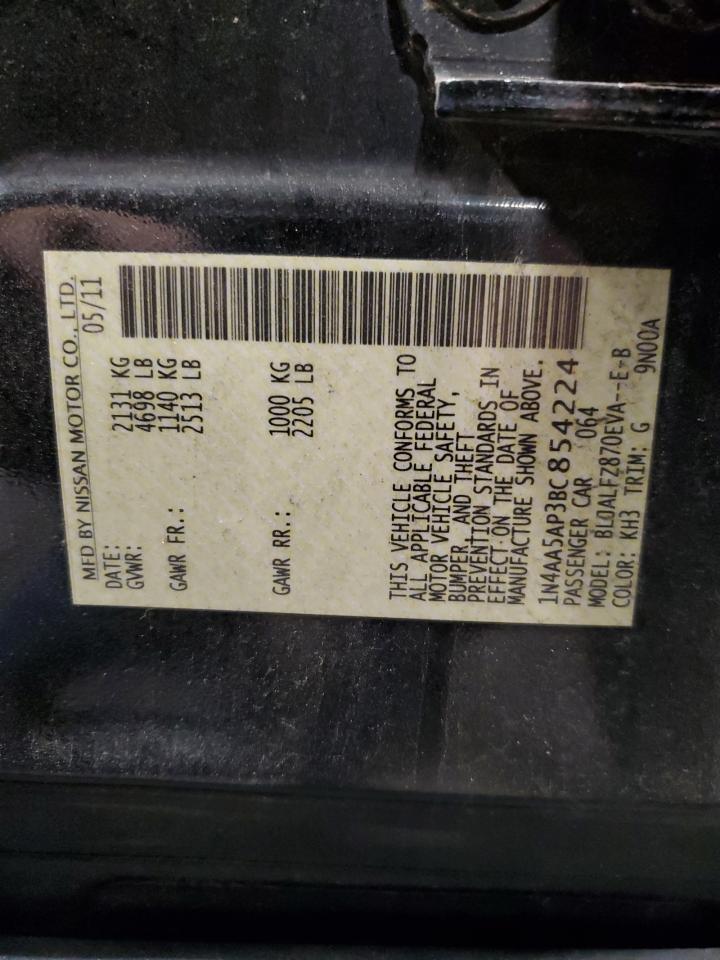 MFD BY NISSAN MOTOR CO., LTD.
DATE: 05/11
GVWR: 2131 KG
4698 LB
GAWR FR.: 1140 KG
2513 LB
GAWR RR.: 1000 KG
2205 LB
THIS VEHICLE CONFORMS TO
ALL APPLICABLE FEDERAL
MOTOR VEHICLE SAFETY,
BUMPER, AND THEFT
PREVENTION STANDARDS IN
EFFECT ON THE DATE OF
MANUFACTURE SHOWN ABOVE.
1N4AA5AP3BC854224
PASSENGER CAR 064
MODEL: BL0ALFZ870EVA--E-B
COLOR: KH3 TRIM: G 9N00A